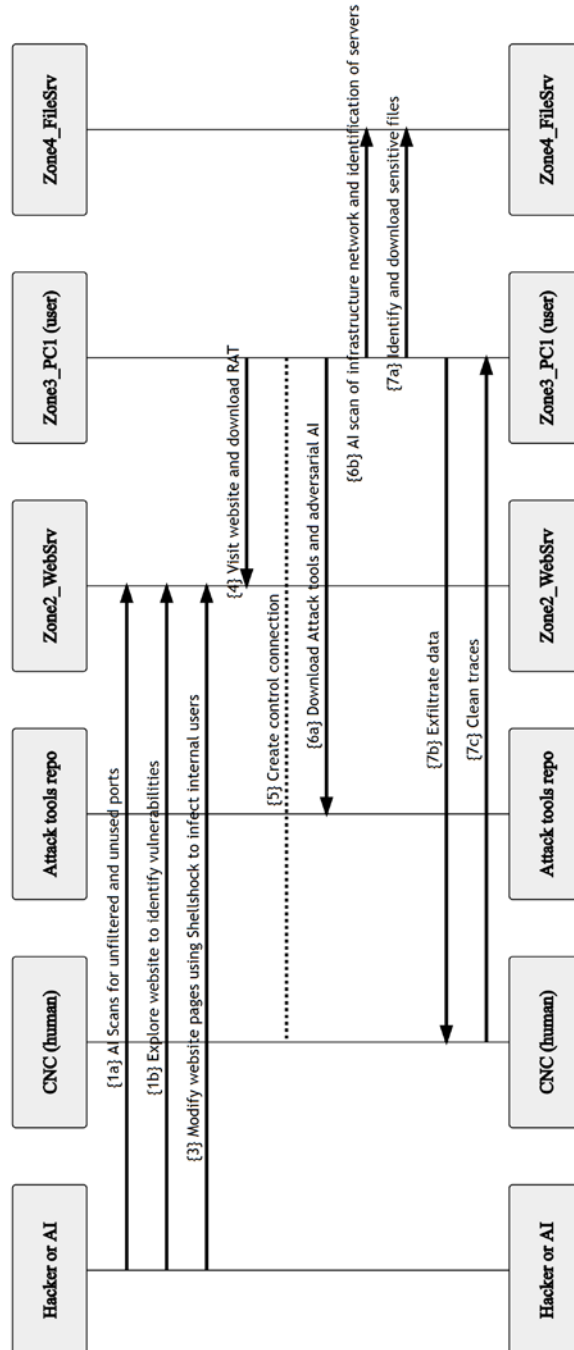 Hacker or AI
CNC (human)
Attack tools repo
Zone2_WebSrv
Zone3_PC1 (user)
Zone4_FileSrv
{1a} AI Scans for unfiltered and unused ports
{1b} Explore website to identify vulnerabilities
{3} Modify website pages using Shellshock to infect internal users
{4} Visit website and download RAT
{5} Create control connection
{6a} Download Attack tools and adversarial AI
{6b} AI scan of infrastructure network and identification of servers
{7a} Identify and download sensitive files
{7b} Exfiltrate data
{7c} Clean traces
Hacker or AI
CNC (human)
Attack tools repo
Zone2_WebSrv
Zone3_PC1 (user)
Zone4_FileSrv